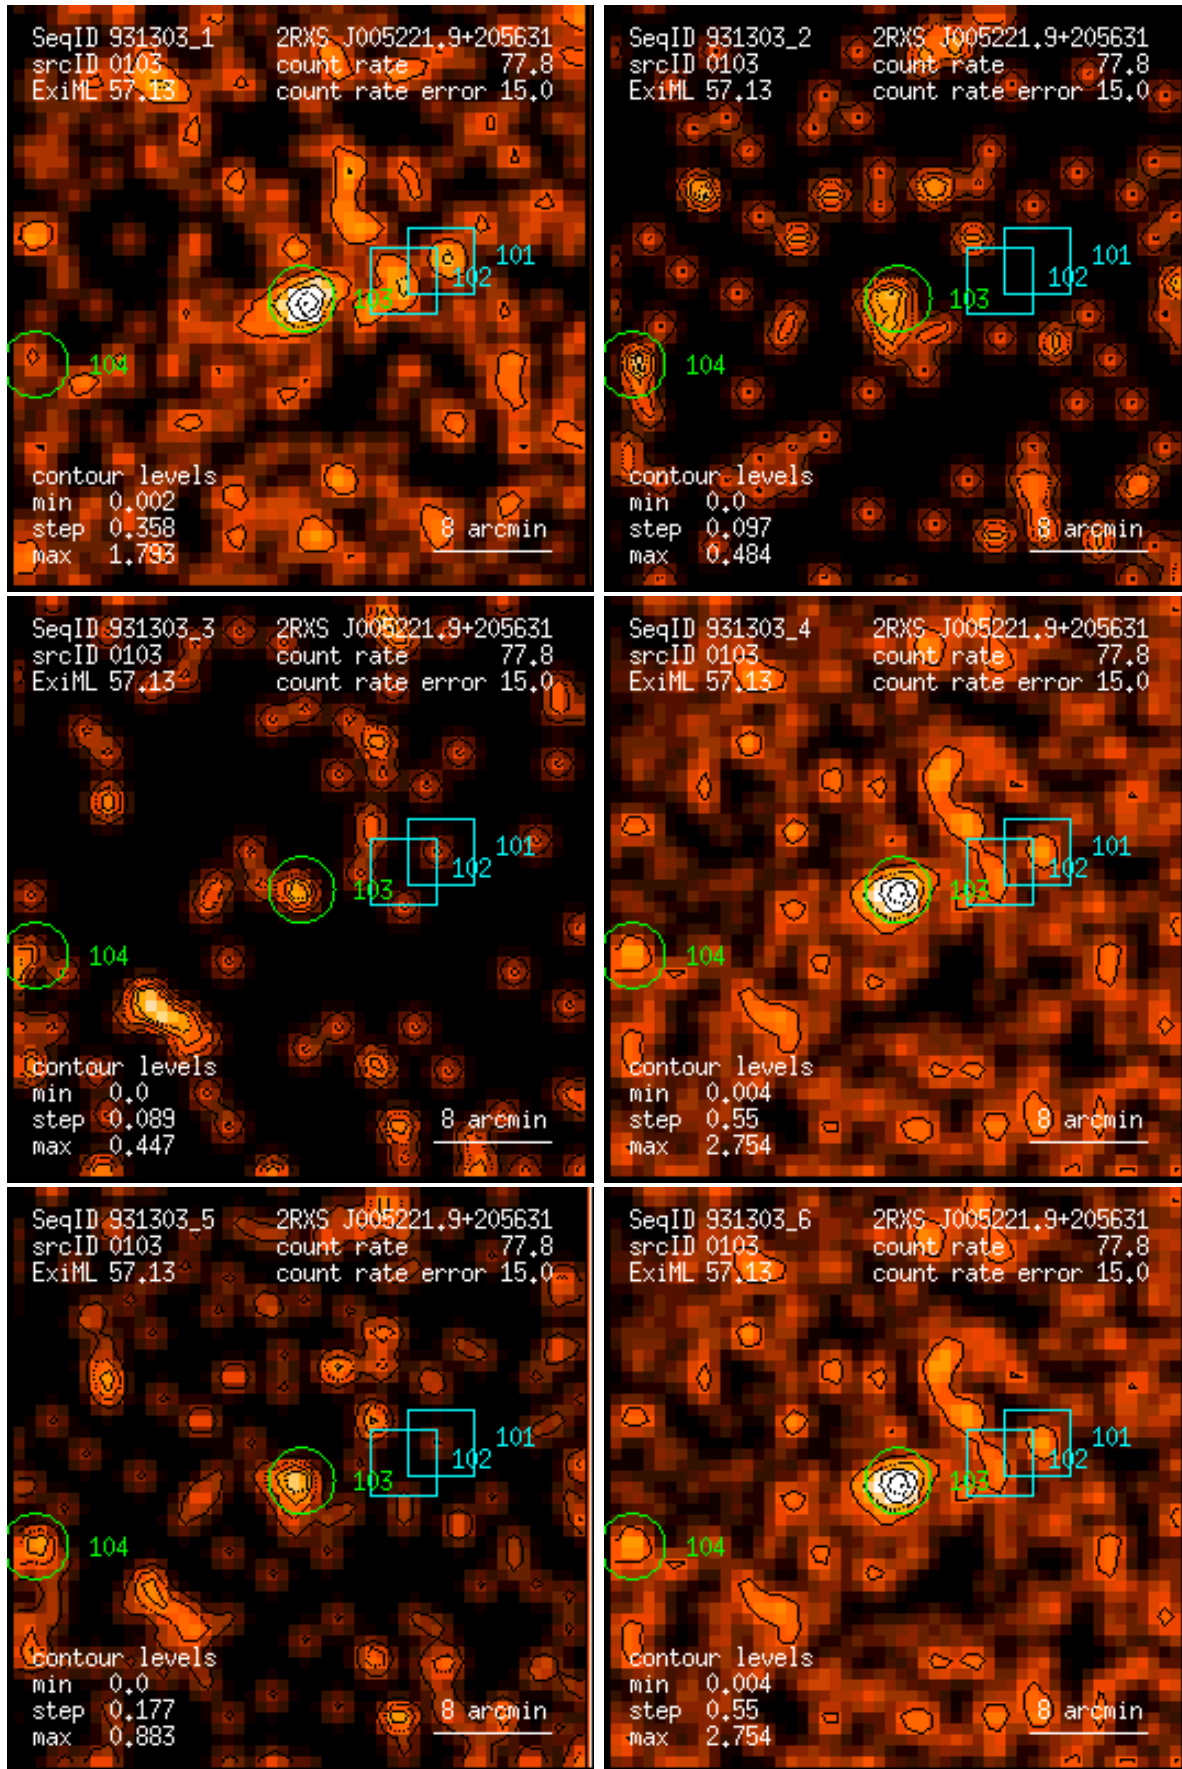 SeqID 931303_1 2RXS J005221.9+205631
srcID 0103 count rate 77.8
ExiML 57.13 count rate error 15.0
101
102
103
104
contour levels
min 0.002
step 0.358
max 1.793
8 arcmin
SeqID 931303_2 2RXS J005221.9+205631
srcID 0103 count rate 77.8
ExiML 57.13 count rate error 15.0
101
102
103
104
contour levels
min 0.0
step 0.097
max 0.484
8 arcmin
SeqID 931303_3 2RXS J005221.9+205631
srcID 0103 count rate 77.8
ExiML 57.13 count rate error 15.0
101
102
103
104
contour levels
min 0.0
step 0.089
max 0.447
8 arcmin
SeqID 931303_4 2RXS J005221.9+205631
srcID 0103 count rate 77.8
ExiML 57.13 count rate error 15.0
101
102
103
104
contour levels
min 0.004
step 0.55
max 2.754
8 arcmin
SeqID 931303_5 2RXS J005221.9+205631
srcID 0103 count rate 77.8
ExiML 57.13 count rate error 15.0
101
102
103
104
contour levels
min 0.0
step 0.177
max 0.883
8 arcmin
SeqID 931303_6 2RXS J005221.9+205631
srcID 0103 count rate 77.8
ExiML 57.13 count rate error 15.0
101
102
103
104
contour levels
min 0.004
step 0.55
max 2.754
8 arcmin